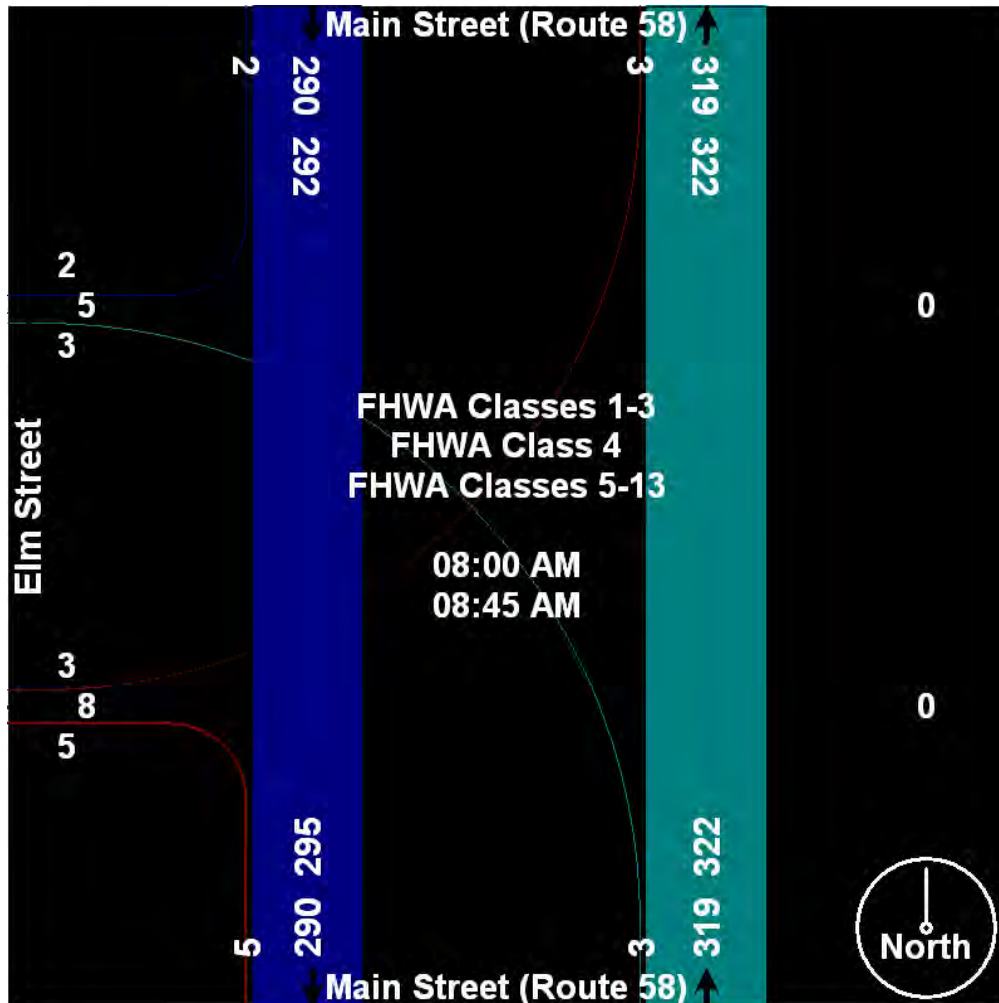 Main Street (Route 58)
2
290
292
3
319
322
2
5
3
0
FHWA Classes 1-3
FHWA Class 4
FHWA Classes 5-13
Elm Street
08:00 AM
08:45 AM
3
8
5
0
5
290
295
3
319
322
North
Main Street (Route 58)